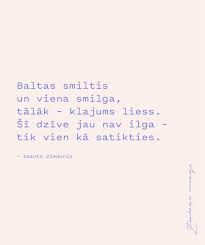 Baltas smiltis
un viena smilga,
tālāk - klajums liess.
Šī dzīve jau nav ilga -
tik vien kā satikties.
- Imants Ziedonis